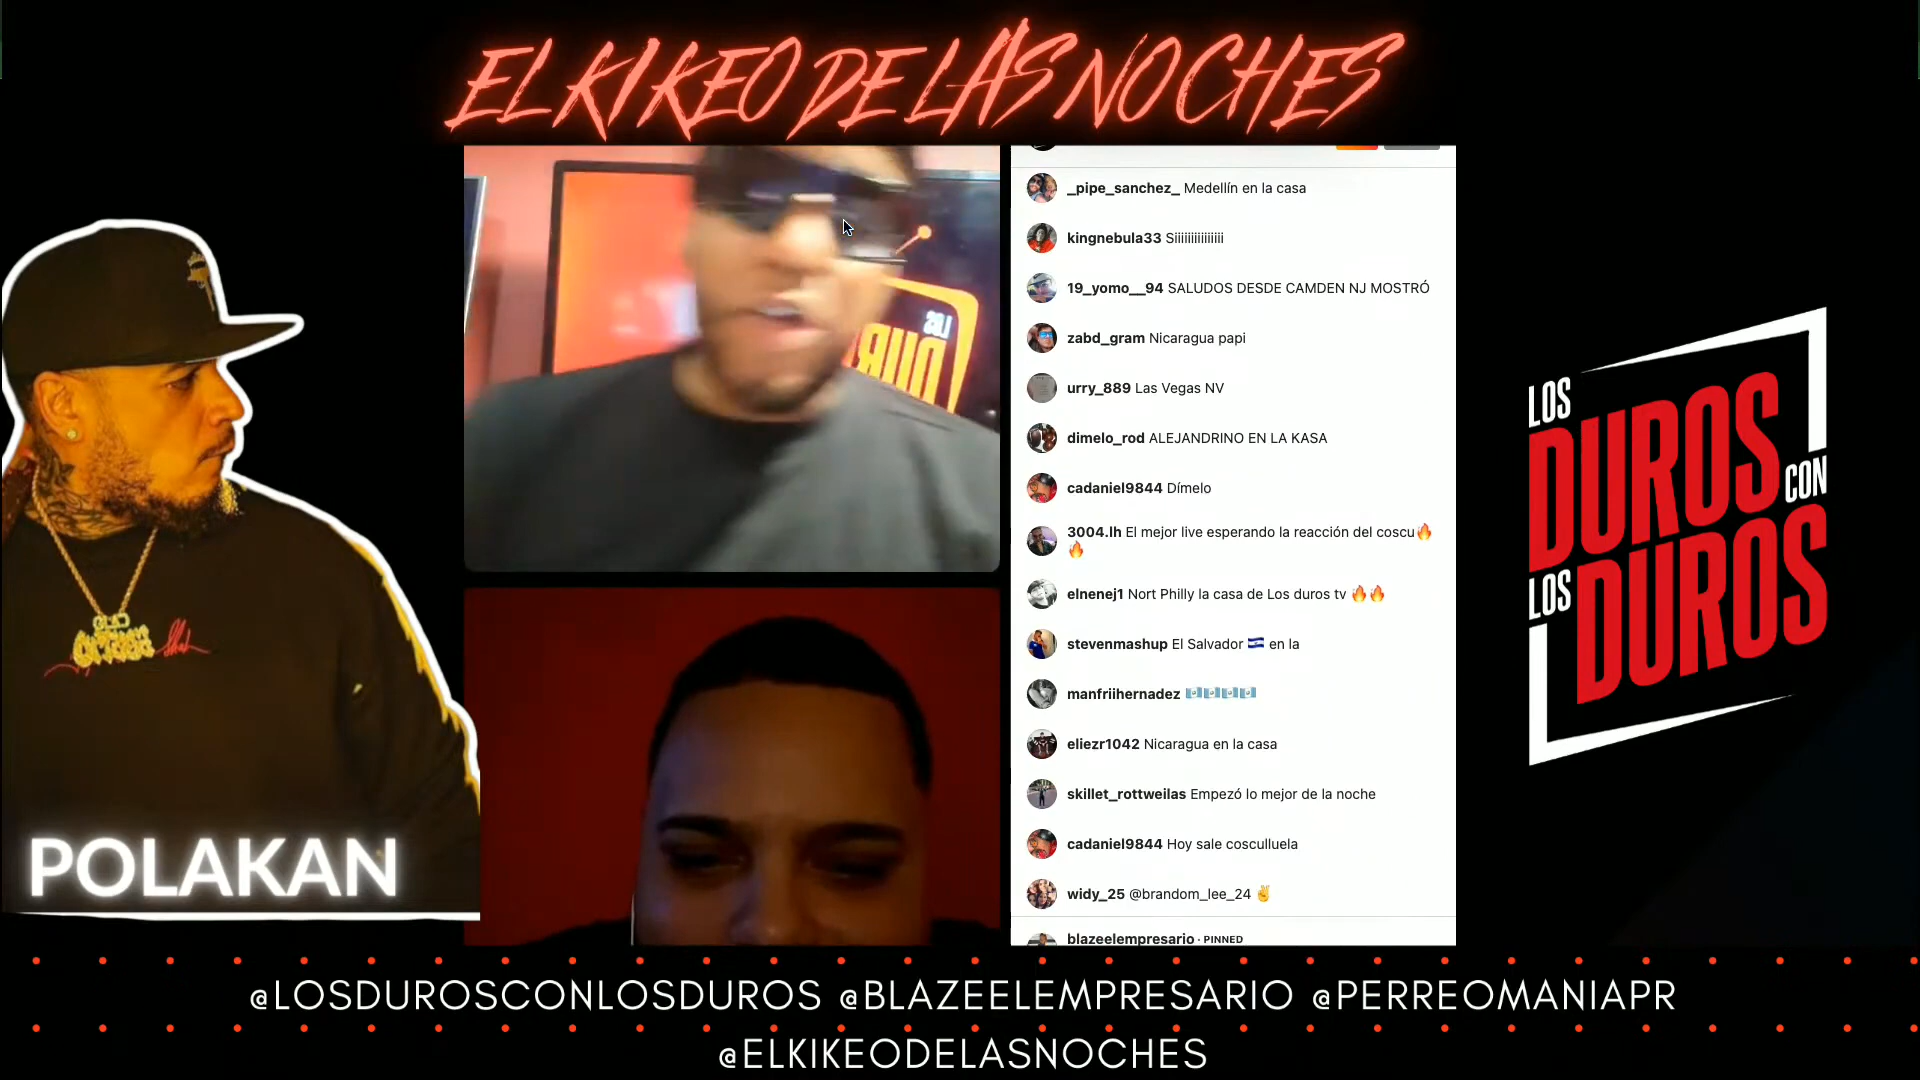 EL KIKEO DE LAS NOCHES
_pipe_sanchez_ Medellín en la casa
kingnebula33 Siiiiiiiiiiiiiii
19_yomo__94 SALUDOS DESDE CAMDEN NJ MOSTRÓ
zabd_gram Nicaragua papi
urry_889 Las Vegas NV
dimelo_rod ALEJANDRINO EN LA KASA
cadaniel9844 Dímelo
3004.lh El mejor live esperando la reacción del coscu🔥
🔥
elnenej1 Nort Philly la casa de Los duros tv 🔥🔥
stevenmashup El Salvador 🇸🇻 en la
manfriihernadez 🇬🇹🇬🇹🇬🇹🇬🇹
eliezr1042 Nicaragua en la casa
skillet_rottweilas Empezó lo mejor de la noche
cadaniel9844 Hoy sale cosculluela
widy_25 @brandom_lee_24 ✌
blazeelempresario · PINNED
LOS
DUROS
CON
LOS
DUROS
LOS
POLAKAN
@LOSDUROSCONLOSDUROS @BLAZEELEMPRESARIO @PERREOMANIAPR
@ELKIKEODELASNOCHES